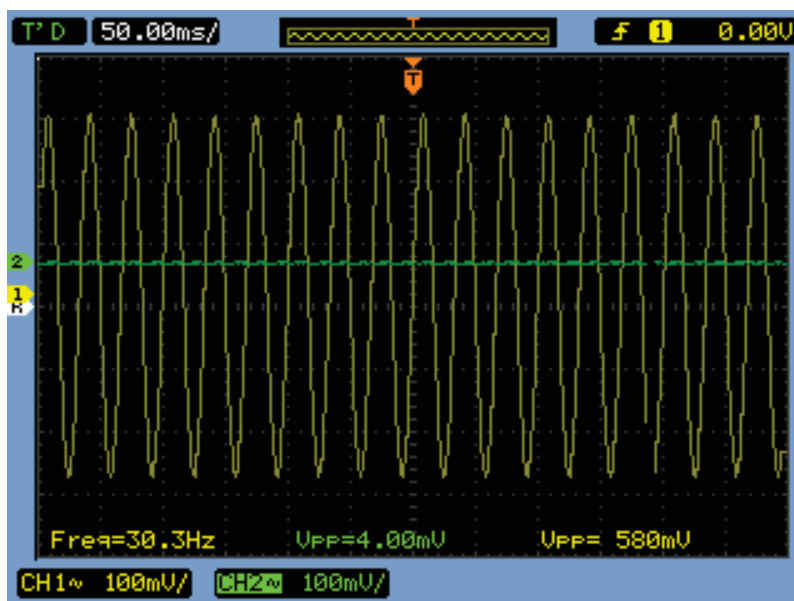 T'D 50.00ms/ T 1 0.00V
T
2
1
Freq=30.3Hz VPP=4.00mV VPP= 580mV
CH1~ 100mV/ CH2~ 100mV/